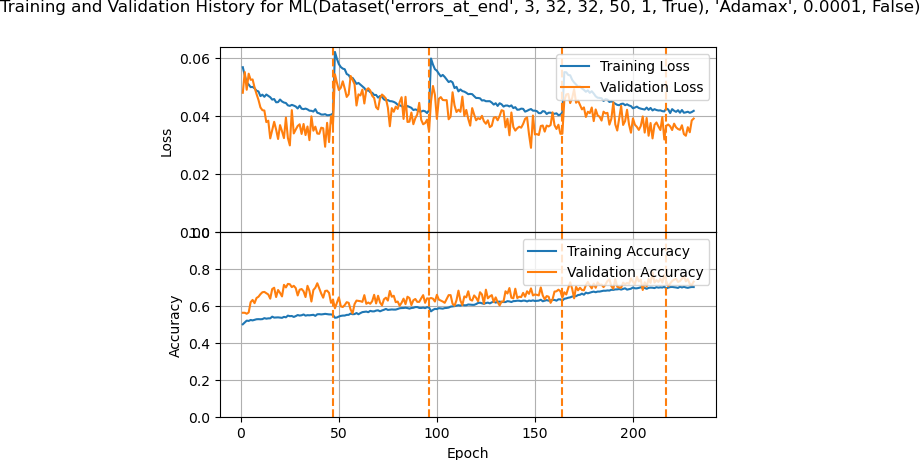 Training and Validation History for ML(Dataset('errors_at_end', 3, 32, 32, 50, 1, True), 'Adamax', 0.0001, False)
0.06
0.04
0.02
0.00
Loss
Training Loss
Validation Loss
1.0
0.8
0.6
0.4
0.2
0.0
Accuracy
Training Accuracy
Validation Accuracy
0
50
100
150
200
Epoch